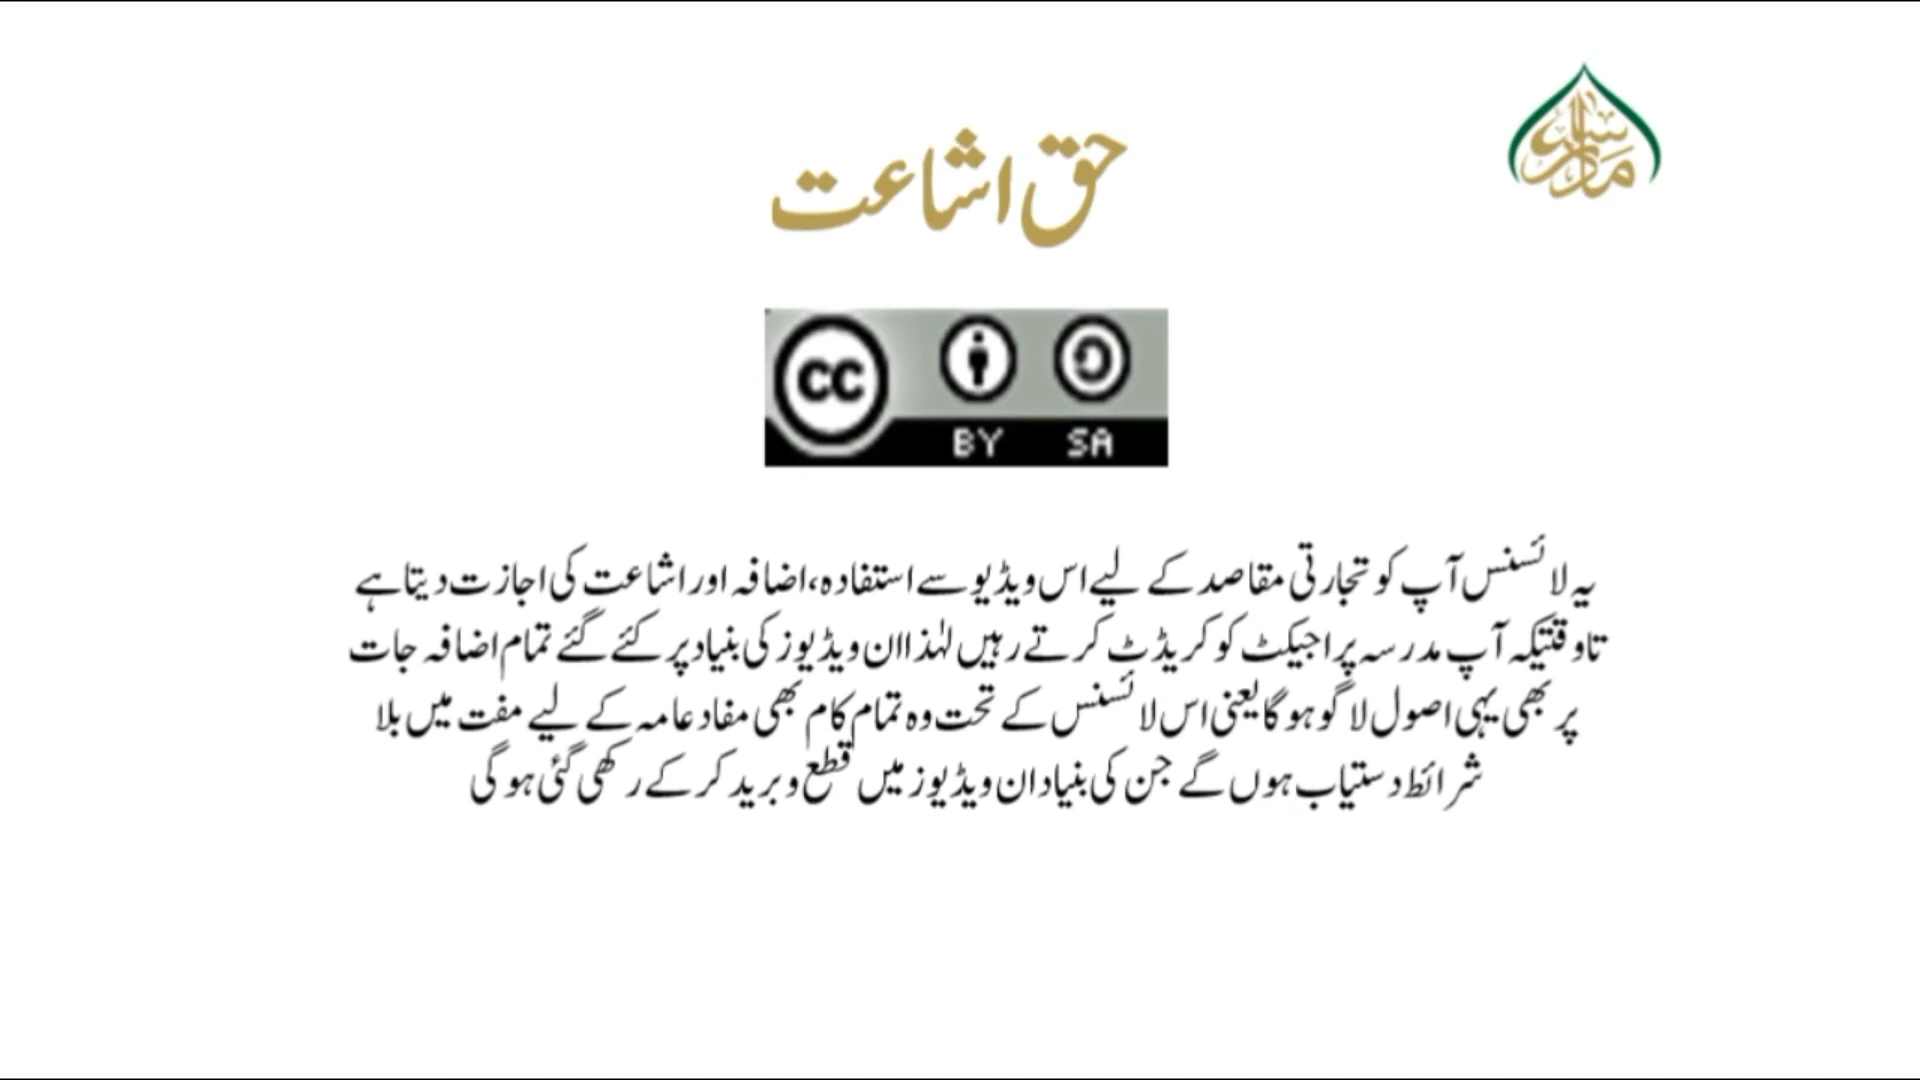 حق اشاعت
cc
BY SA
یہ لائسنس آپ کو تجارتی مقاصد کے لیے اس ویڈیو سے استفادہ، اضافہ اور اشاعت کی اجازت دیتا ہے
تاوقتیکہ آپ مدرسہ پراجیکٹ کو کریڈٹ کرتے رہیں لہٰذا ان ویڈیوز کی بنیاد پر کئے گئے تمام اضافہ جات
پر بھی یہی اصول لاگو ہوگا یعنی اس لائسنس کے تحت وہ تمام کام بھی مفاد عامہ کے لیے مفت میں بلا
شرائط دستیاب ہوں گے جن کی بنیاد ان ویڈیوز میں قطع و برید کر کے رکھی گئی ہوگی